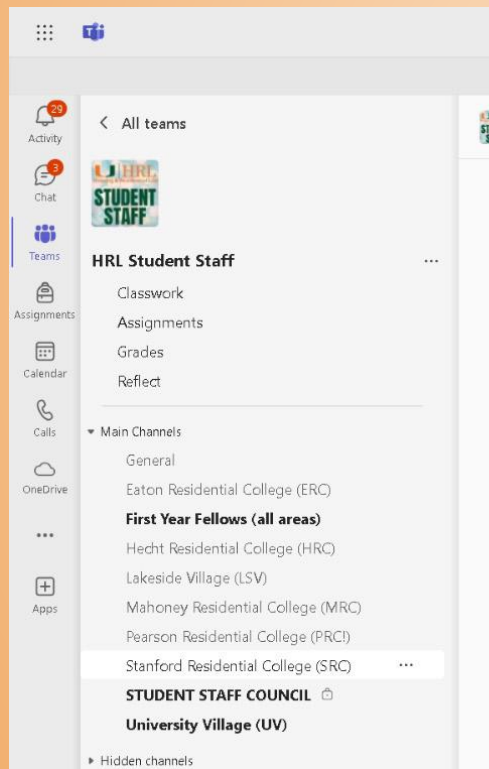 29
Activity
3
Chat
Teams
Assignments
Calendar
Calls
OneDrive
Apps
All teams
U HRL
STUDENT
STAFF
HRL Student Staff
Classwork
Assignments
Grades
Reflect
Main Channels
General
Eaton Residential College (ERC)
First Year Fellows (all areas)
Hecht Residential College (HRC)
Lakeside Village (LSV)
Mahoney Residential College (MRC)
Pearson Residential College (PRC!)
Stanford Residential College (SRC)
STUDENT STAFF COUNCIL
University Village (UV)
Hidden channels